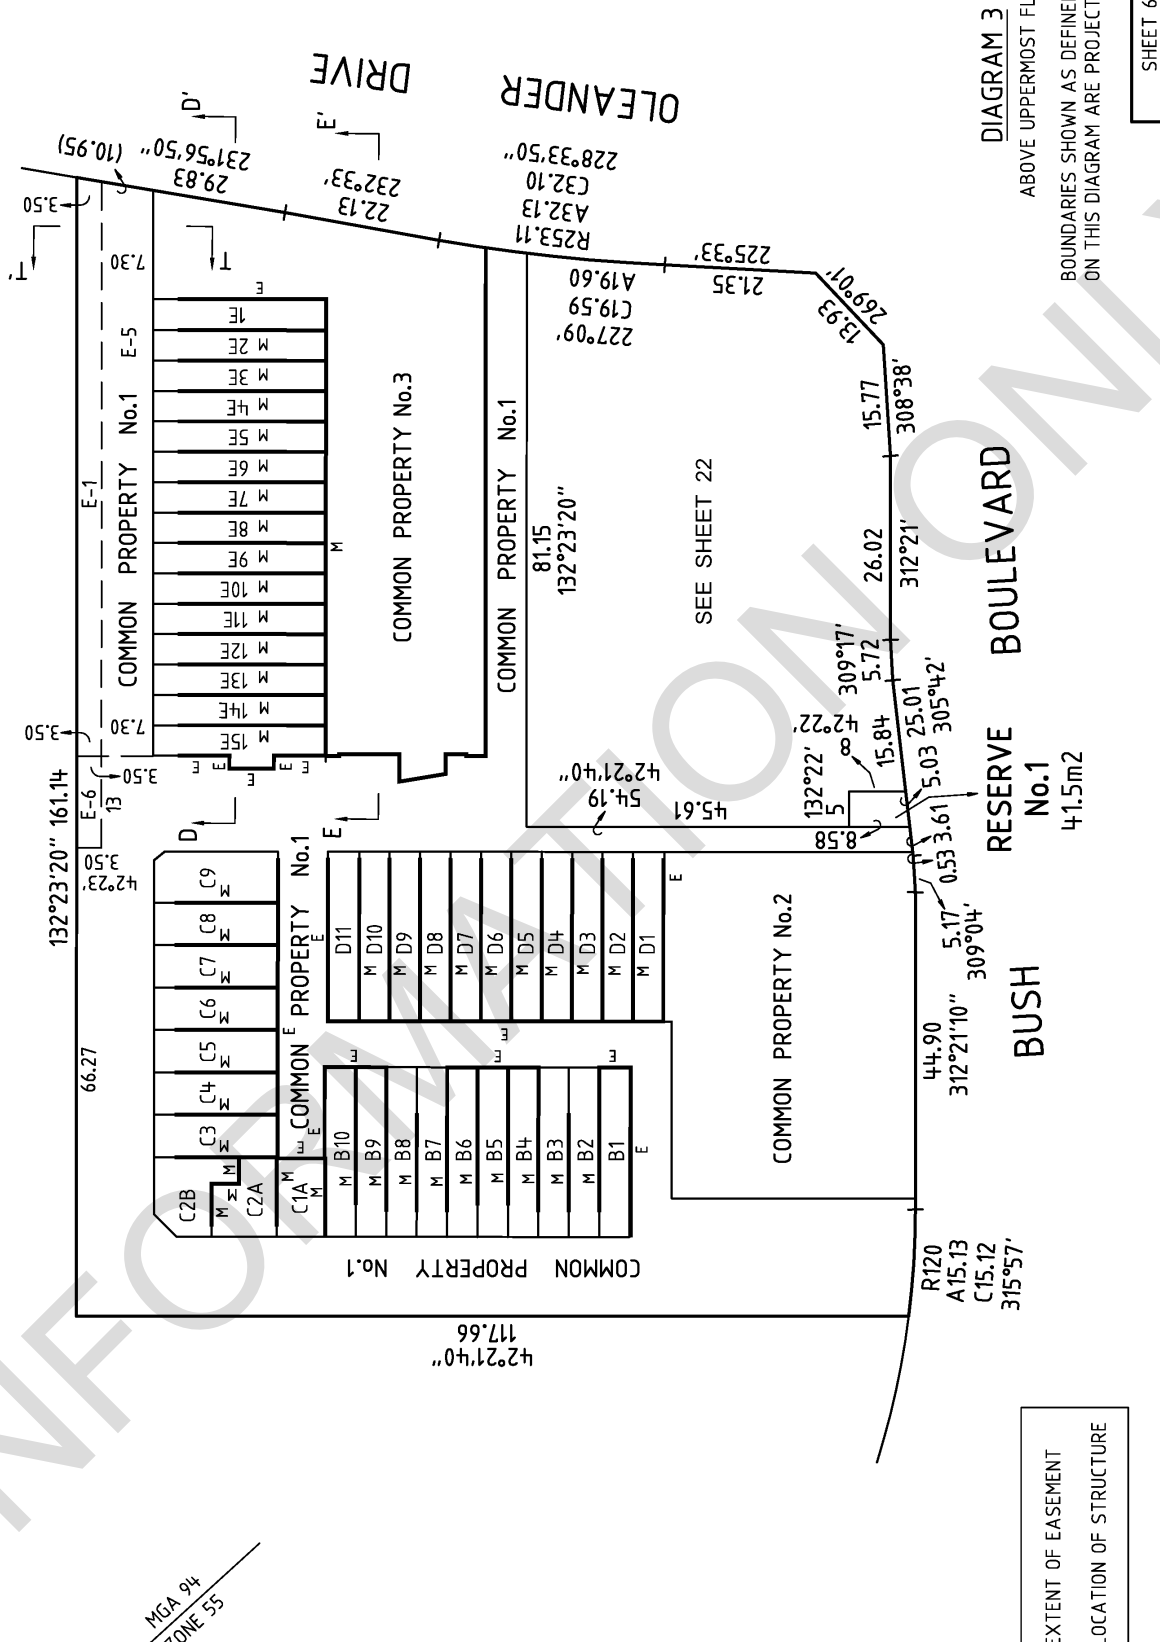 DIAGRAM 3
ABOVE UPPERMOST FL
BOUNDARIES SHOWN AS DEFINE
ON THIS DIAGRAM ARE PROJECT
SHEET 6
OLEANDER DRIVE
(10.95)
231°56'50"
29.83
D'
232°33'
22.13
E'
228°33'50"
C32.10
A32.13
R253.11
A19.60
C19.59
227°09'
225°33'
21.35
269°01'
13.93
15.77
308°38'
26.02
312°21'
309°17'
5.72
25.01
305°42'
15.84
42°22'
8
132°22'
5
5.03
3.61
0.53
8.58
5.17
309°04'
44.90
312°21'10"
R120
A15.13
C15.12
315°57'
BUSH BOULEVARD
RESERVE
No.1
41.5m2
132°23'20" 161.14
66.27
42°23'
3.50
E-6
13
3.50
3.50
3.50
7.30
7.30
T'
T
E-1
E-5
COMMON PROPERTY No.1
E
1E
M 2E
M 3E
M 4E
M 5E
M 6E
M 7E
M 8E
M 9E
M 10E
M 11E
M 12E
M 13E
M 14E
M 15E
E
E
E
E
E
M
COMMON PROPERTY No.3
COMMON PROPERTY No.1
81.15
132°23'20"
SEE SHEET 22
42°21'40"
54.19
45.61
D
E
C9
M
C8
M
C7
M
C6
M
C5
M
C4
M
C3
M
C2B
M M M
C2A
C1A
M
M
COMMON PROPERTY No.1
E
E
E
E
D11
M D10
M D9
M D8
M D7
M D6
M D5
M D4
M D3
M D2
M D1
E
E
E
E
E
M B10
M B9
M B8
M B7
M B6
M B5
M B4
M B3
M B2
B1
E
COMMON PROPERTY No.2
COMMON PROPERTY No.1
117.66
42°21'40"
MGA 94
ZONE 55
EXTENT OF EASEMENT
LOCATION OF STRUCTURE
INFORMATION ONLY